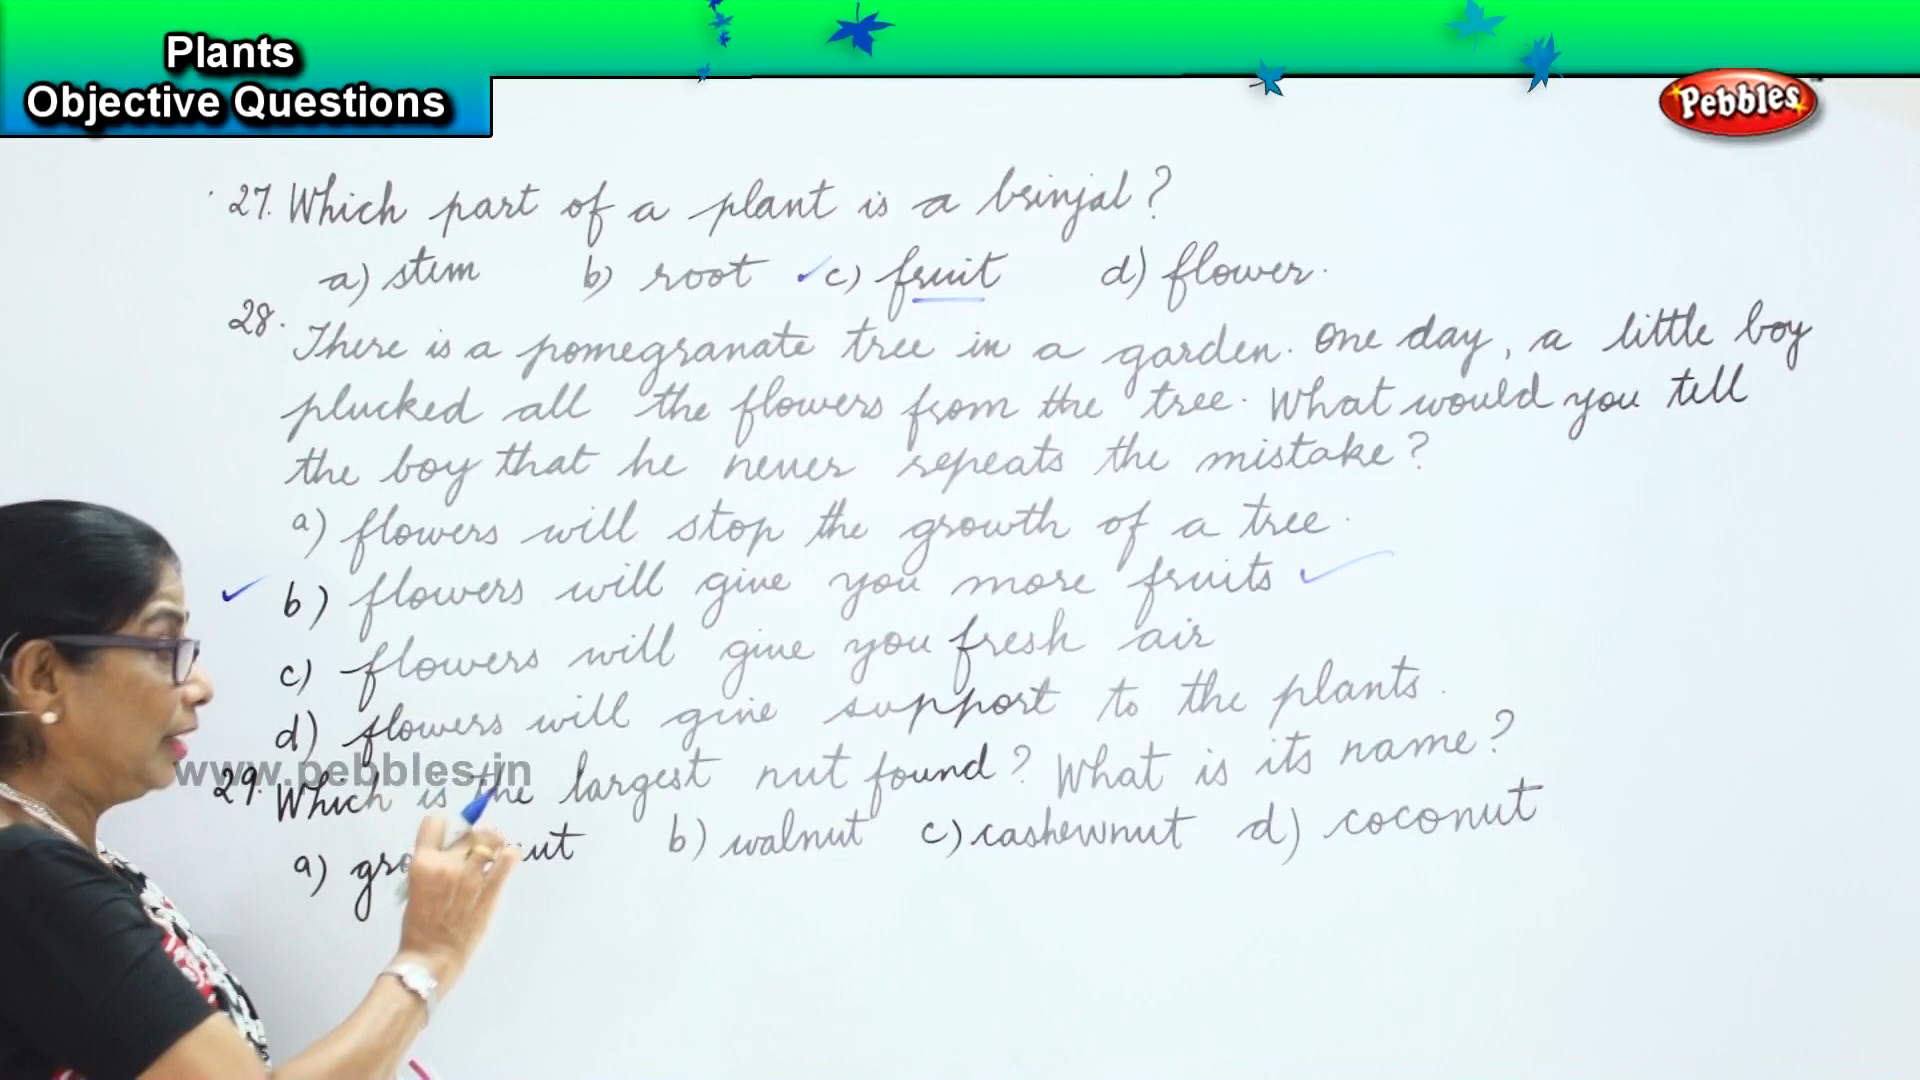 Plants
Objective Questions
Pebbles
27. Which part of a plant is a brinjal?
a) stem b) root c) fruit d) flower.
28. There is a pomegranate tree in a garden. One day, a little boy
plucked all the flowers from the tree. What would you tell
the boy that he never repeats the mistake?
a) flowers will stop the growth of a tree.
b) flowers will give you more fruits
c) flowers will give you fresh air
d) flowers will give support to the plants.
www.pebbles.in
29. Which is the largest nut found? What is its name?
a) b) walnut c) cashewnut d) coconut